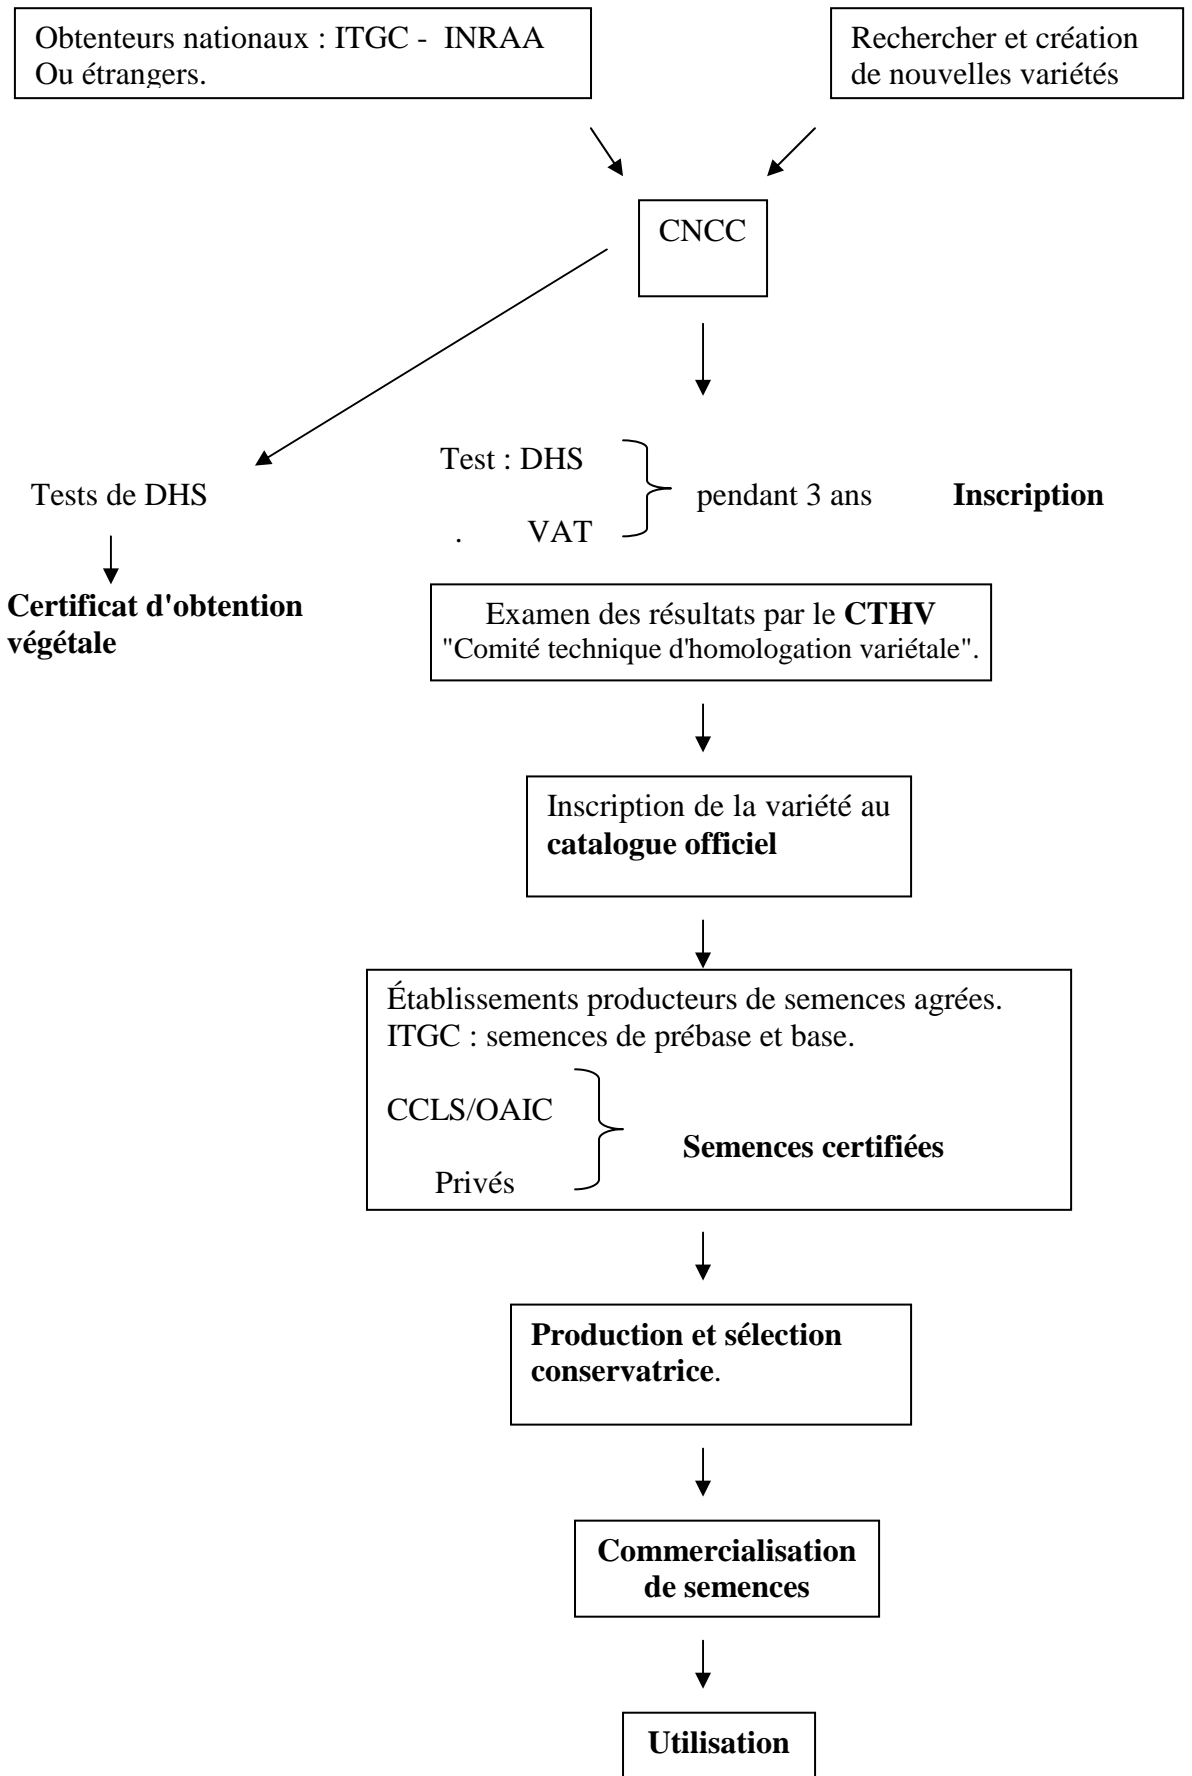 Obtenteurs nationaux : ITGC - INRAA
Ou étrangers.
Rechercher et création
de nouvelles variétés
CNCC
Test : DHS
Tests de DHS
pendant 3 ans
Inscription
. VAT
Certificat d'obtention
végétale
Examen des résultats par le CTHV
"Comité technique d'homologation variétale".
Inscription de la variété au
catalogue officiel
Établissements producteurs de semences agrées.
ITGC : semences de prébase et base.
CCLS/OAIC
Semences certifiées
Privés
Production et sélection
conservatrice.
Commercialisation
de semences
Utilisation